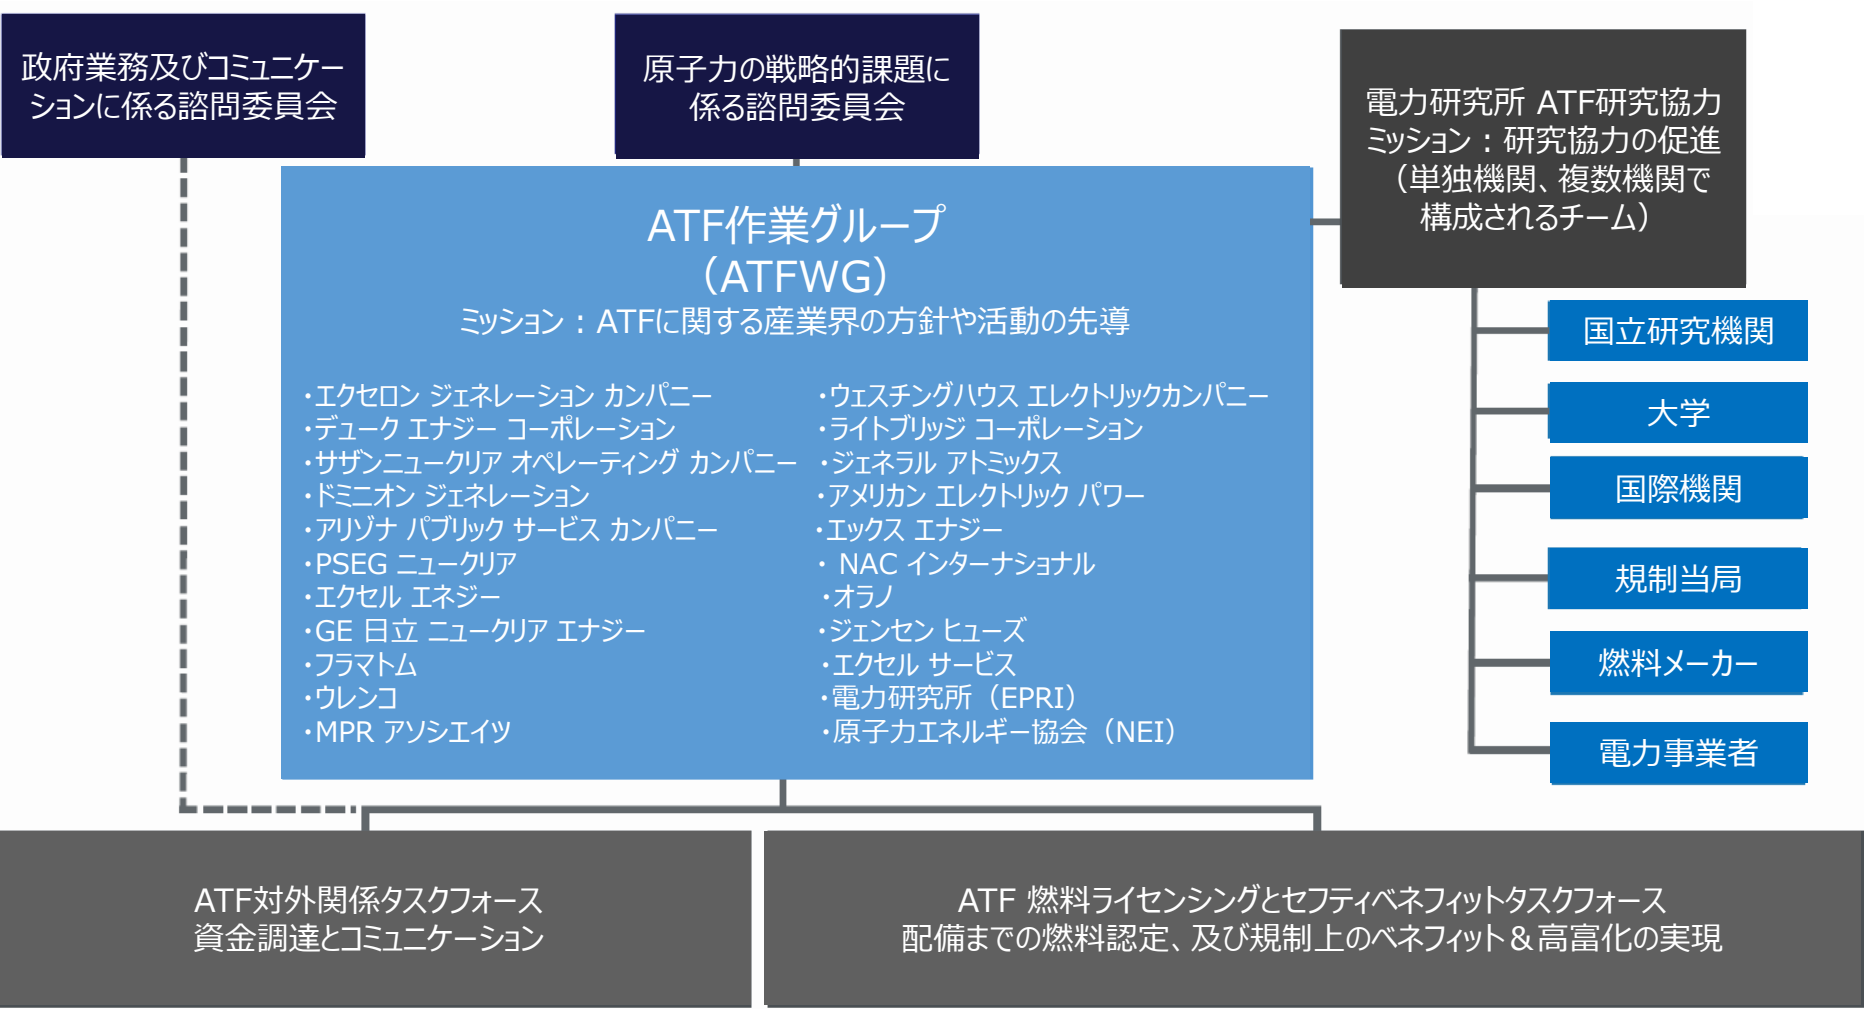 政府業務及びコミュニケー
ションに係る諮問委員会
原子力の戦略的課題に
係る諮問委員会
電力研究所 ATF研究協力
ミッション：研究協力の促進
（単独機関、複数機関で
構成されるチーム）
ATF作業グループ
（ATFWG）
ミッション：ATFに関する産業界の方針や活動の先導
・エクセロン ジェネレーション カンパニー
・デューク エナジー コーポレーション
・サザンニュークリア オペレーティング カンパニー
・ドミニオン ジェネレーション
・アリゾナ パブリック サービス カンパニー
・PSEG ニュークリア
・エクセル エネジー
・GE 日立 ニュークリア エナジー
・フラマトム
・ウレンコ
・MPR アソシエイツ
・ウェスチングハウス エレクトリックカンパニー
・ライトブリッジ コーポレーション
・ジェネラル アトミックス
・アメリカン エレクトリック パワー
・エックス エナジー
・ NAC インターナショナル
・オラノ
・ジェンセン ヒューズ
・エクセル サービス
・電力研究所（EPRI）
・原子力エネルギー協会（NEI）
国立研究機関
大学
国際機関
規制当局
燃料メーカー
電力事業者
ATF対外関係タスクフォース
資金調達とコミュニケーション
ATF 燃料ライセンシングとセフティベネフィットタスクフォース
配備までの燃料認定、及び規制上のベネフィット＆高富化の実現